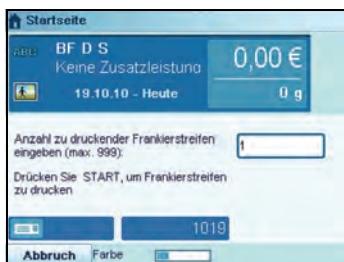 Startseite
ABC
BF D S
Keine Zusatzleistung
0,00 €
19.10.10 - Heute
0 g
Anzahl zu druckender Frankierstreifen
eingeben (max. 999):
1
Drücken Sie START, um Frankierstreifen
zu drucken
1019
Abbruch
Farbe